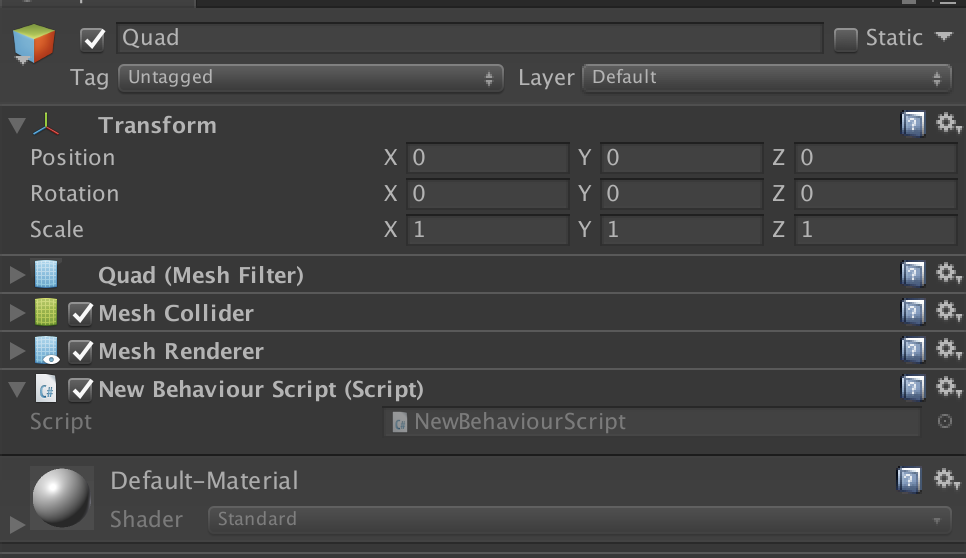 Quad Static
Tag Untagged Layer Default
Transform
Position X 0 Y 0 Z 0
Rotation X 0 Y 0 Z 0
Scale X 1 Y 1 Z 1
Quad (Mesh Filter)
Mesh Collider
Mesh Renderer
C# New Behaviour Script (Script)
Script C# NewBehaviourScript
Default-Material
Shader Standard